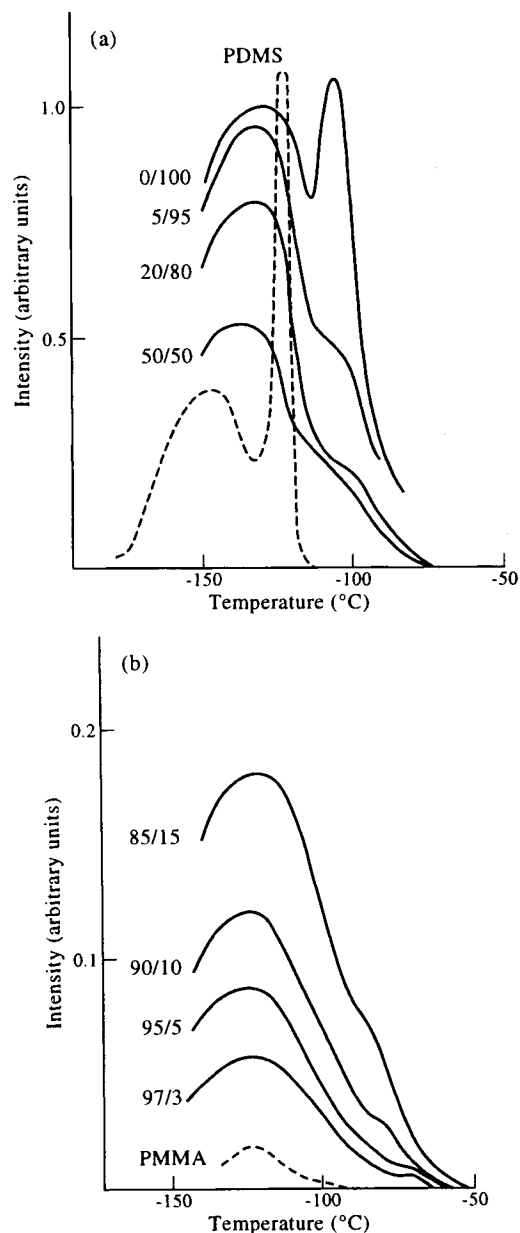 (a)
PDMS
1.0
0/100
5/95
20/80
0.5
50/50
Intensity (arbitrary units)
-150
-100
-50
Temperature (°C)
(b)
0.2
85/15
90/10
0.1
95/5
97/3
PMMA
Intensity (arbitrary units)
-150
-100
-50
Temperature (°C)